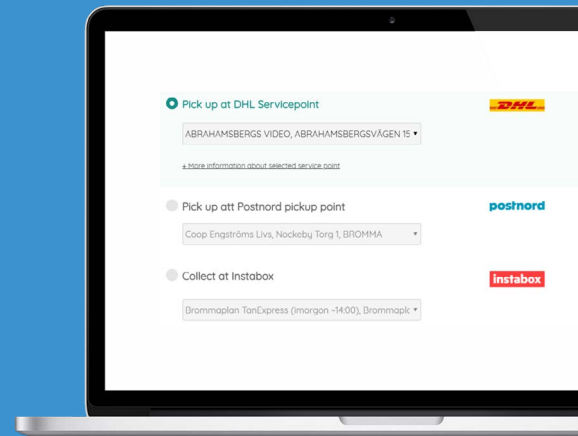 Pick up at DHL Servicepoint
DHL
ABRAHAMSBERGS VIDEO, ABRAHAMSBERGSVÄGEN 15
+ More information about selected service point
Pick up att Postnord pickup point
postnord
Coop Engströms Livs, Nockeby Torg 1, BROMMA
Collect at Instabox
instabox
Brommaplan TanExpress (imorgon ~14:00), Brommapl